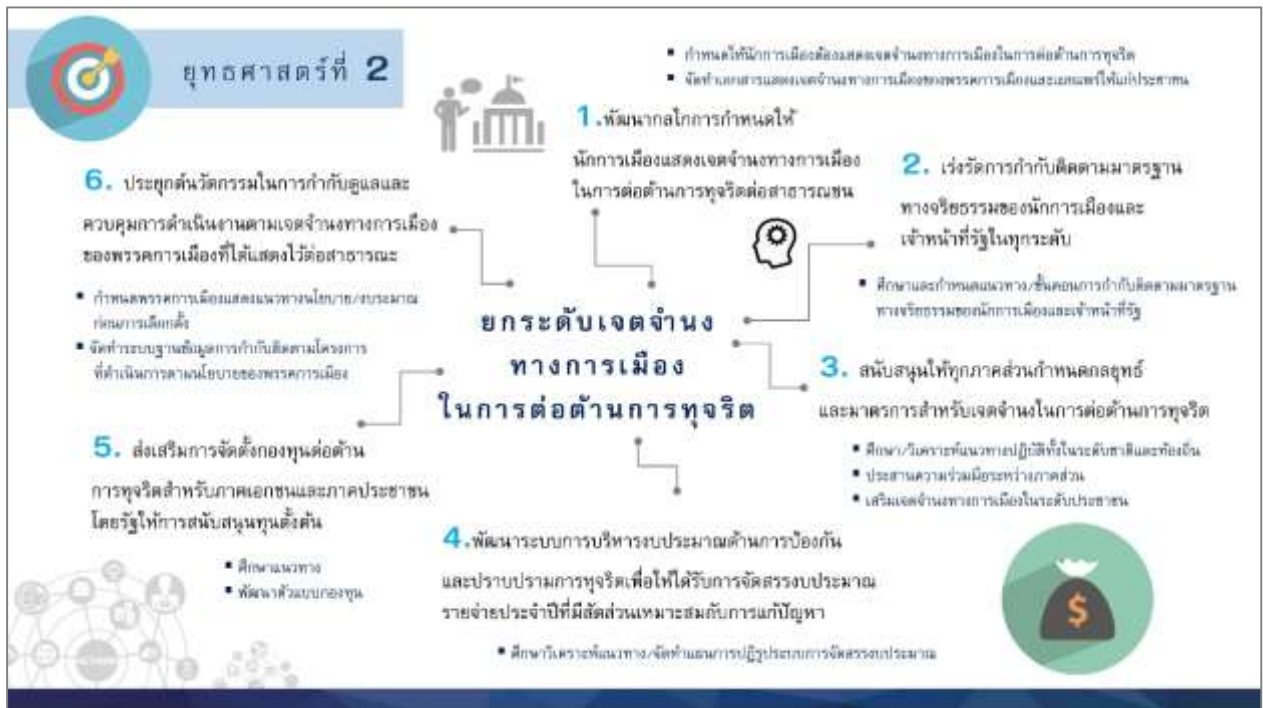 ยุทธศาสตร์ที่ 2
▪ กำหนดให้นักการเมืองต้องแสดงเจตจำนงทางการเมืองในการต่อต้านการทุจริต
▪ จัดทำเอกสารแสดงเจตจำนงทางการเมืองของพรรคการเมืองและเผยแพร่ให้แก่ประชาชน
1.พัฒนากลไกการกำหนดให้
นักการเมืองแสดงเจตจำนงทางการเมือง
ในการต่อต้านการทุจริตต่อสาธารณชน
2. เร่งรัดการกำกับติดตามมาตรฐาน
ทางจริยธรรมของนักการเมืองและ
เจ้าหน้าที่รัฐในทุกระดับ
▪ ศึกษาและกำหนดแนวทาง/ขั้นตอนการกำกับติดตามมาตรฐาน
ทางจริยธรรมของนักการเมืองและเจ้าหน้าที่รัฐ
ยกระดับเจตจำนง
ทางการเมือง
ในการต่อต้านการทุจริต
3. สนับสนุนให้ทุกภาคส่วนกำหนดกลยุทธ์
และมาตรการสำหรับเจตจำนงในการต่อต้านการทุจริต
▪ ศึกษา/วิเคราะห์แนวทางปฏิบัติทั้งในระดับชาติและท้องถิ่น
▪ ประสานความร่วมมือระหว่างภาคส่วน
▪ เสริมเจตจำนงทางการเมืองในระดับประชาชน
4.พัฒนาระบบการบริหารงบประมาณด้านการป้องกัน
และปราบปรามการทุจริตเพื่อให้ได้รับการจัดสรรงบประมาณ
รายจ่ายประจำปีที่มีสัดส่วนเหมาะสมกับการแก้ปัญหา
▪ ศึกษาวิเคราะห์แนวทาง/จัดทำแผนการปฏิรูประบบการจัดสรรงบประมาณ
5. ส่งเสริมการจัดตั้งกองทุนต่อต้าน
การทุจริตสำหรับภาคเอกชนและภาคประชาชน
โดยรัฐให้การสนับสนุนทุนตั้งต้น
▪ ศึกษาแนวทาง
▪ พัฒนาตัวแบบกองทุน
6. ประยุกต์นวัตกรรมในการกำกับดูแลและ
ควบคุมการดำเนินงานตามเจตจำนงทางการเมือง
ของพรรคการเมืองที่ได้แสดงไว้ต่อสาธารณะ
▪ กำหนดพรรคการเมืองแสดงแนวทางนโยบาย/งบประมาณ
ก่อนการเลือกตั้ง
▪ จัดทำระบบฐานข้อมูลการกำกับติดตามโครงการ
ที่ดำเนินการตามนโยบายของพรรคการเมือง
$